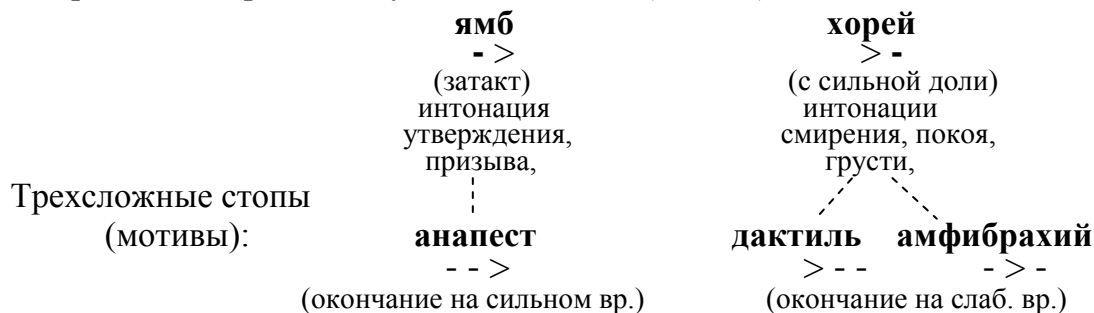 ямб хорей
- > > -
(затакт) (с сильной доли)
интонация интонации
утверждения, смирения, покоя,
призыва, грусти,
Трехсложные стопы
(мотивы): анапест дактиль амфибрахий
- - > > - - - > -
(окончание на сильном вр.) (окончание на слаб. вр.)